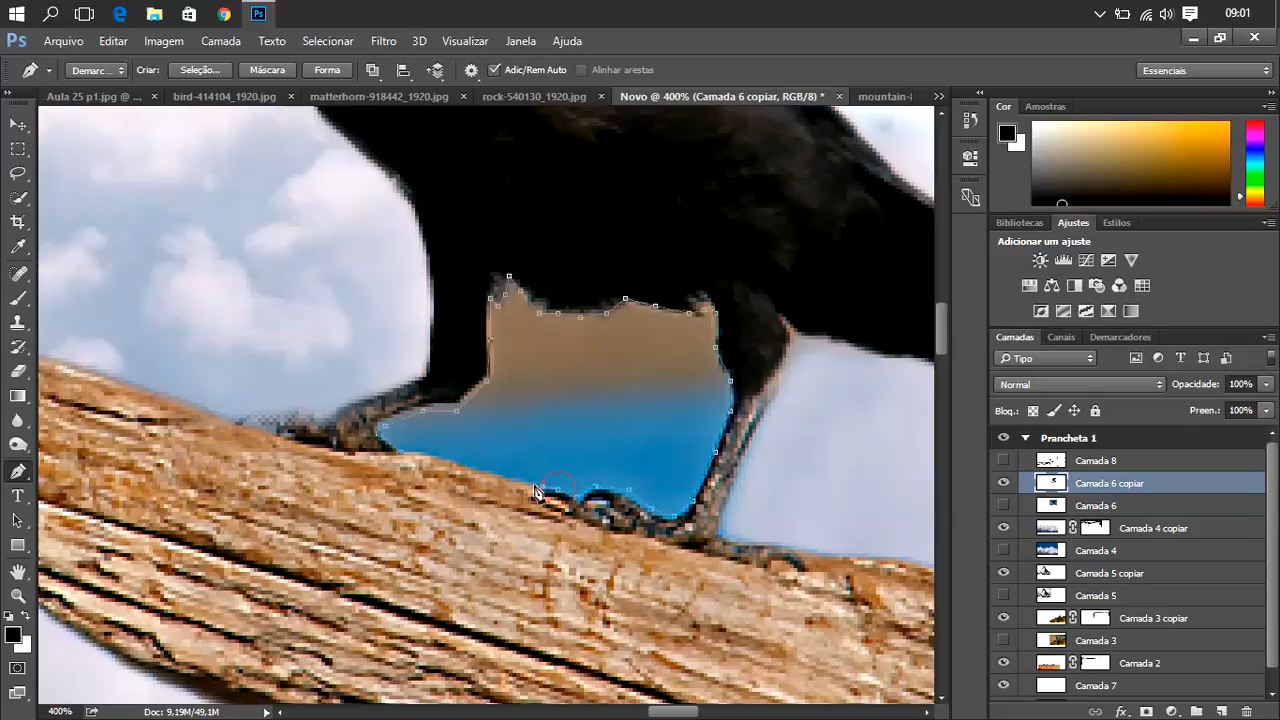 09:01
Ps
Arquivo Editar Imagem Camada Texto Selecionar Filtro 3D Visualizar Janela Ajuda
Demarc... Criar: Seleção... Máscara Forma Adic/Rem Auto Alinhar arestas Essenciais
Aula 25 p1.jpg @ ... bird-414104_1920.jpg matterhorn-918442_1920.jpg rock-540130_1920.jpg Novo @ 400% (Camada 6 copiar, RGB/8) * mountain-
Cor Amostras
Bibliotecas Ajustes Estilos
Adicionar um ajuste
Camadas Canais Demarcadores
Tipo
Normal Opacidade: 100%
Bloq.: Preen.: 100%
Prancheta 1
Camada 8
Camada 6 copiar
Camada 6
Camada 4 copiar
Camada 4
Camada 5 copiar
Camada 5
Camada 3 copiar
Camada 3
Camada 2
Camada 7
400% Doc: 9,19M/49,1M